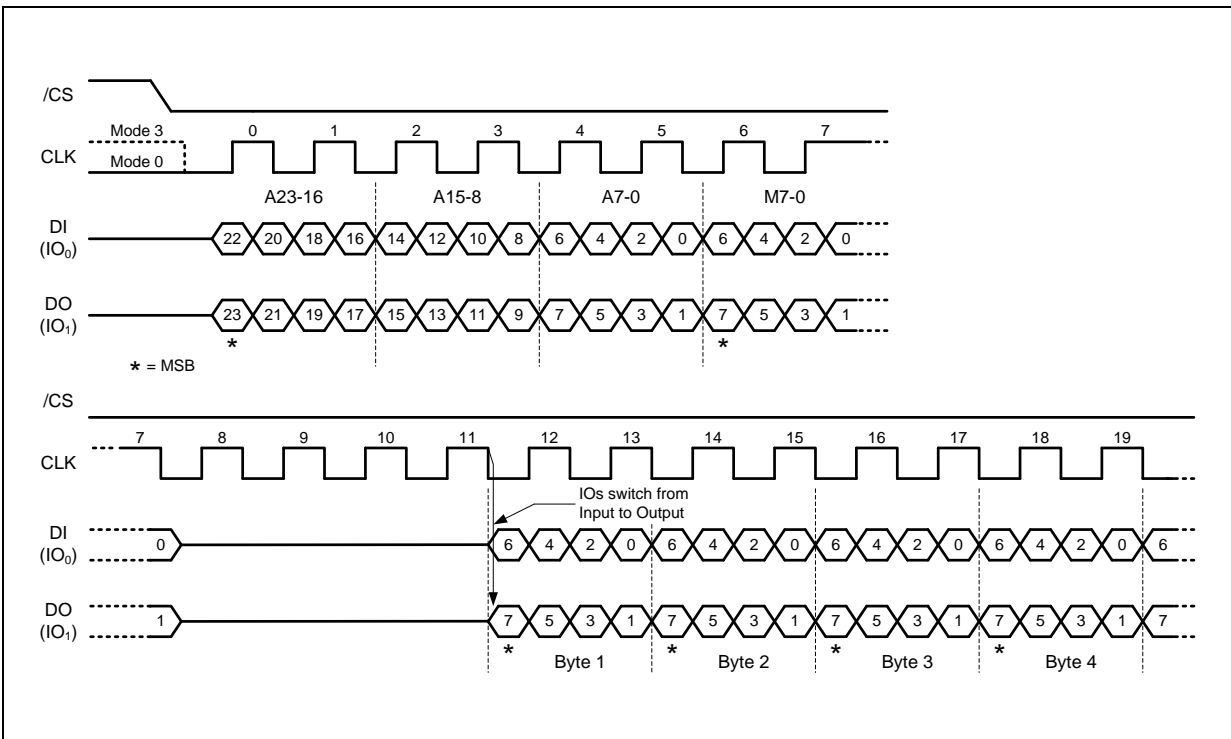 /CS
Mode 3
CLK
Mode 0
0 1 2 3 4 5 6 7
A23-16 A15-8 A7-0 M7-0
DI
(IO0)
22 20 18 16 14 12 10 8 6 4 2 0 6 4 2 0
DO
(IO1)
23 21 19 17 15 13 11 9 7 5 3 1 7 5 3 1
* *
* = MSB
/CS
7 8 9 10 11 12 13 14 15 16 17 18 19
CLK
IOs switch from
Input to Output
DI
(IO0)
0 6 4 2 0 6 4 2 0 6 4 2 0 6 4 2 0 6
DO
(IO1)
1 7 5 3 1 7 5 3 1 7 5 3 1 7 5 3 1 7
* Byte 1 * Byte 2 * Byte 3 * Byte 4